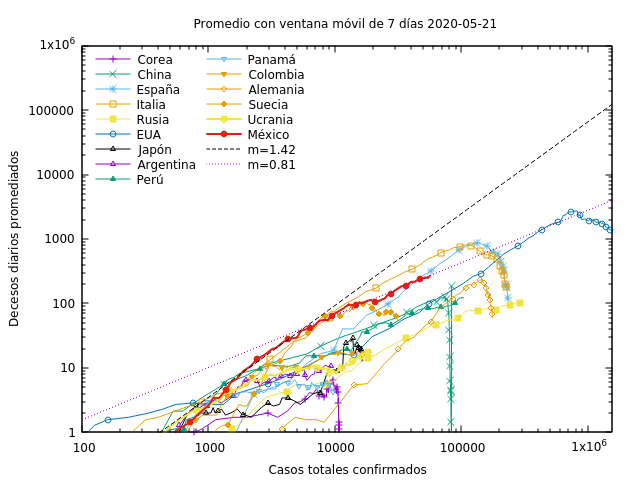 Promedio con ventana móvil de 7 días 2020-05-21
Decesos diarios promediados
1x10⁶
100000
10000
1000
100
10
1
Corea
China
España
Italia
Rusia
EUA
Japón
Argentina
Perú
Panamá
Colombia
Alemania
Suecia
Ucrania
México
m=1.42
m=0.81
100
1000
10000
100000
1x10⁶
Casos totales confirmados